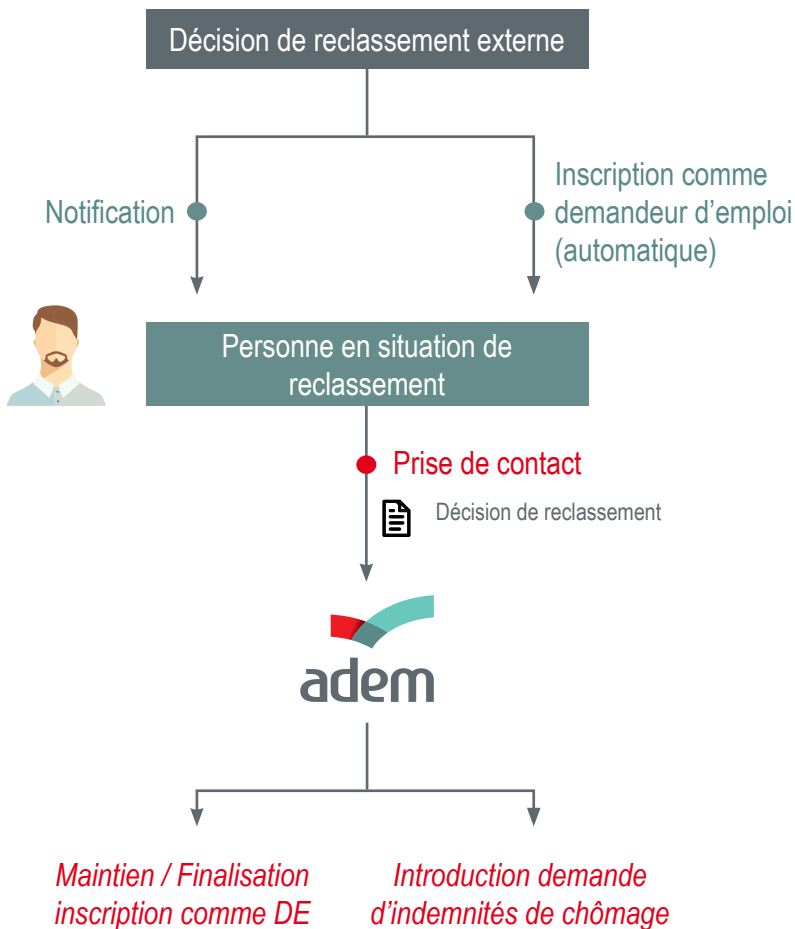 Décision de reclassement externe
Notification
Inscription comme
demandeur d’emploi
(automatique)
Personne en situation de
reclassement
Prise de contact
Décision de reclassement
adem
Maintien / Finalisation
inscription comme DE
Introduction demande
d’indemnités de chômage